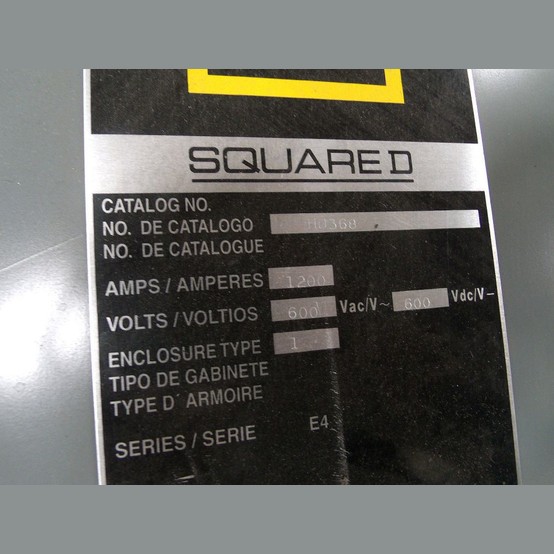 SQUARE D
CATALOG NO.
NO. DE CATALOGO
NO. DE CATALOGUE
AMPS / AMPERES 1200
VOLTS / VOLTIOS 600 Vac/V~ 600 Vdc/V-
ENCLOSURE TYPE 1
TIPO DE GABINETE
TYPE D´ ARMOIRE
SERIES / SERIE E4